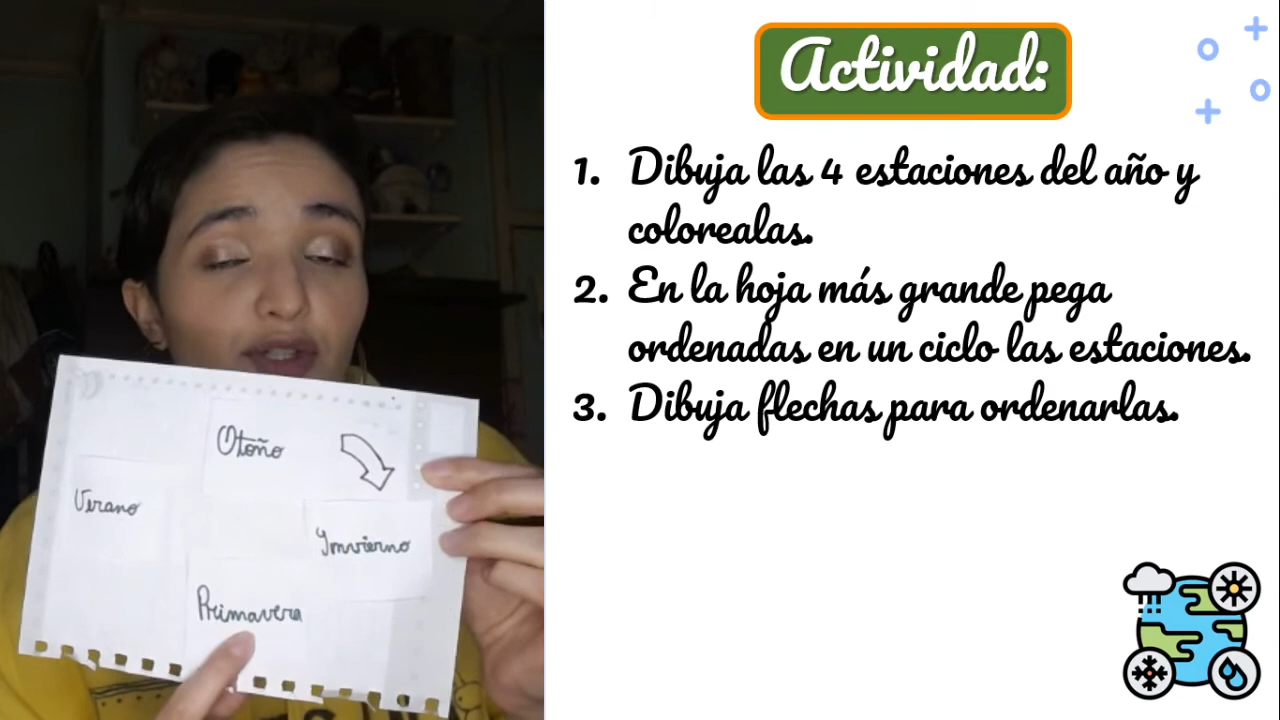 Actividad:
1. Dibuja las 4 estaciones del año y
colorealas.
2. En la hoja más grande pega
ordenadas en un ciclo las estaciones.
3. Dibuja flechas para ordenarlas.
Otoño
Verano
Ynvierno
Primavera